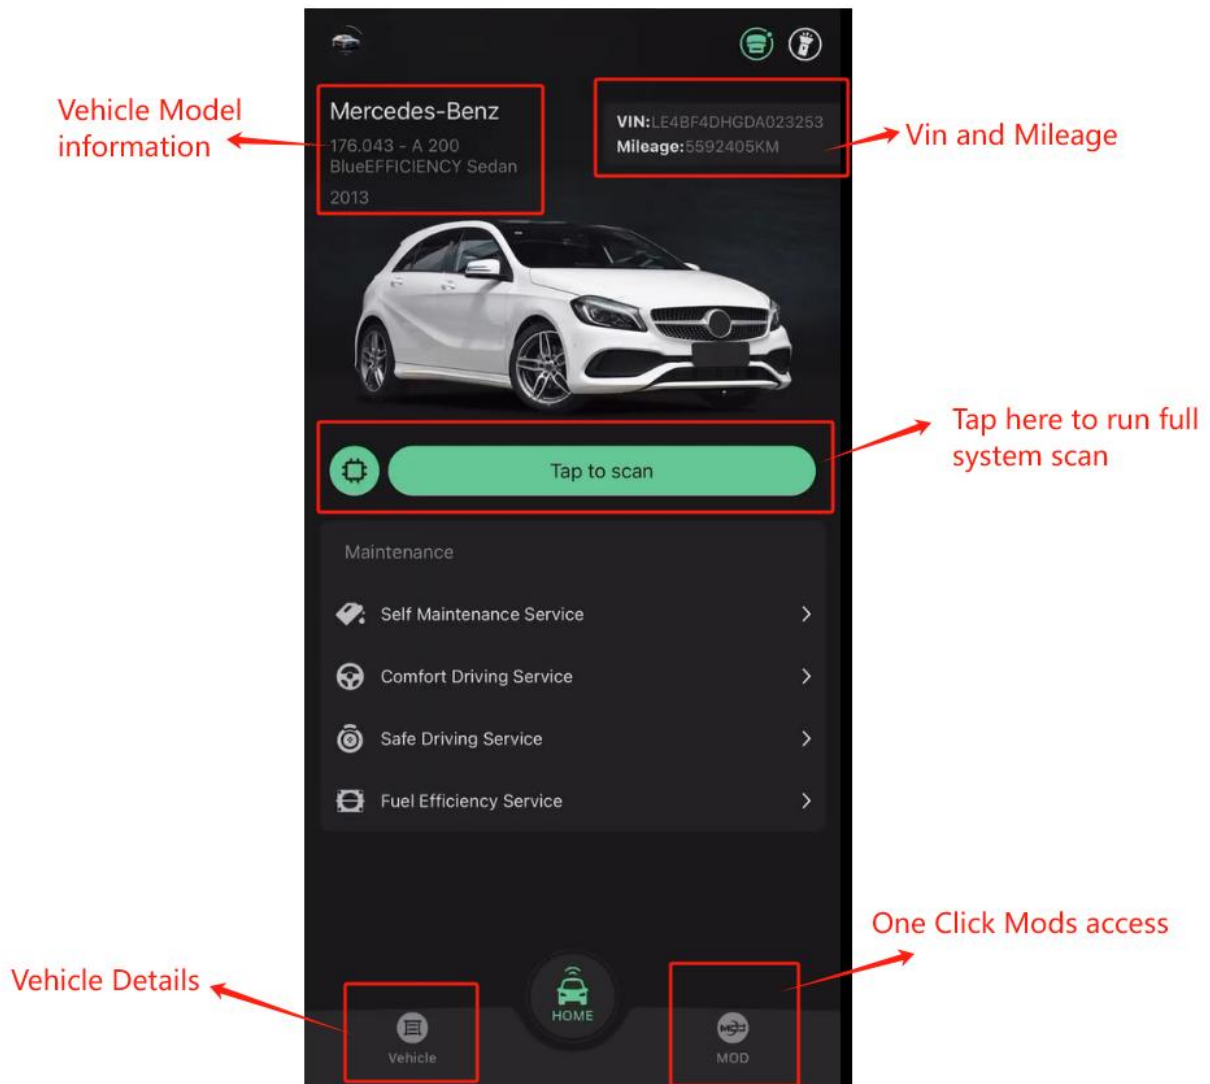 Vehicle Model
information
Mercedes-Benz
176.043 - A 200
BlueEFFICIENCY Sedan
2013
VIN:LE4BF4DHGDA023253
Mileage:5592405KM
Vin and Mileage
Tap to scan
Tap here to run full
system scan
Maintenance
Self Maintenance Service
Comfort Driving Service
Safe Driving Service
Fuel Efficiency Service
One Click Mods access
Vehicle Details
HOME
Vehicle
MOD